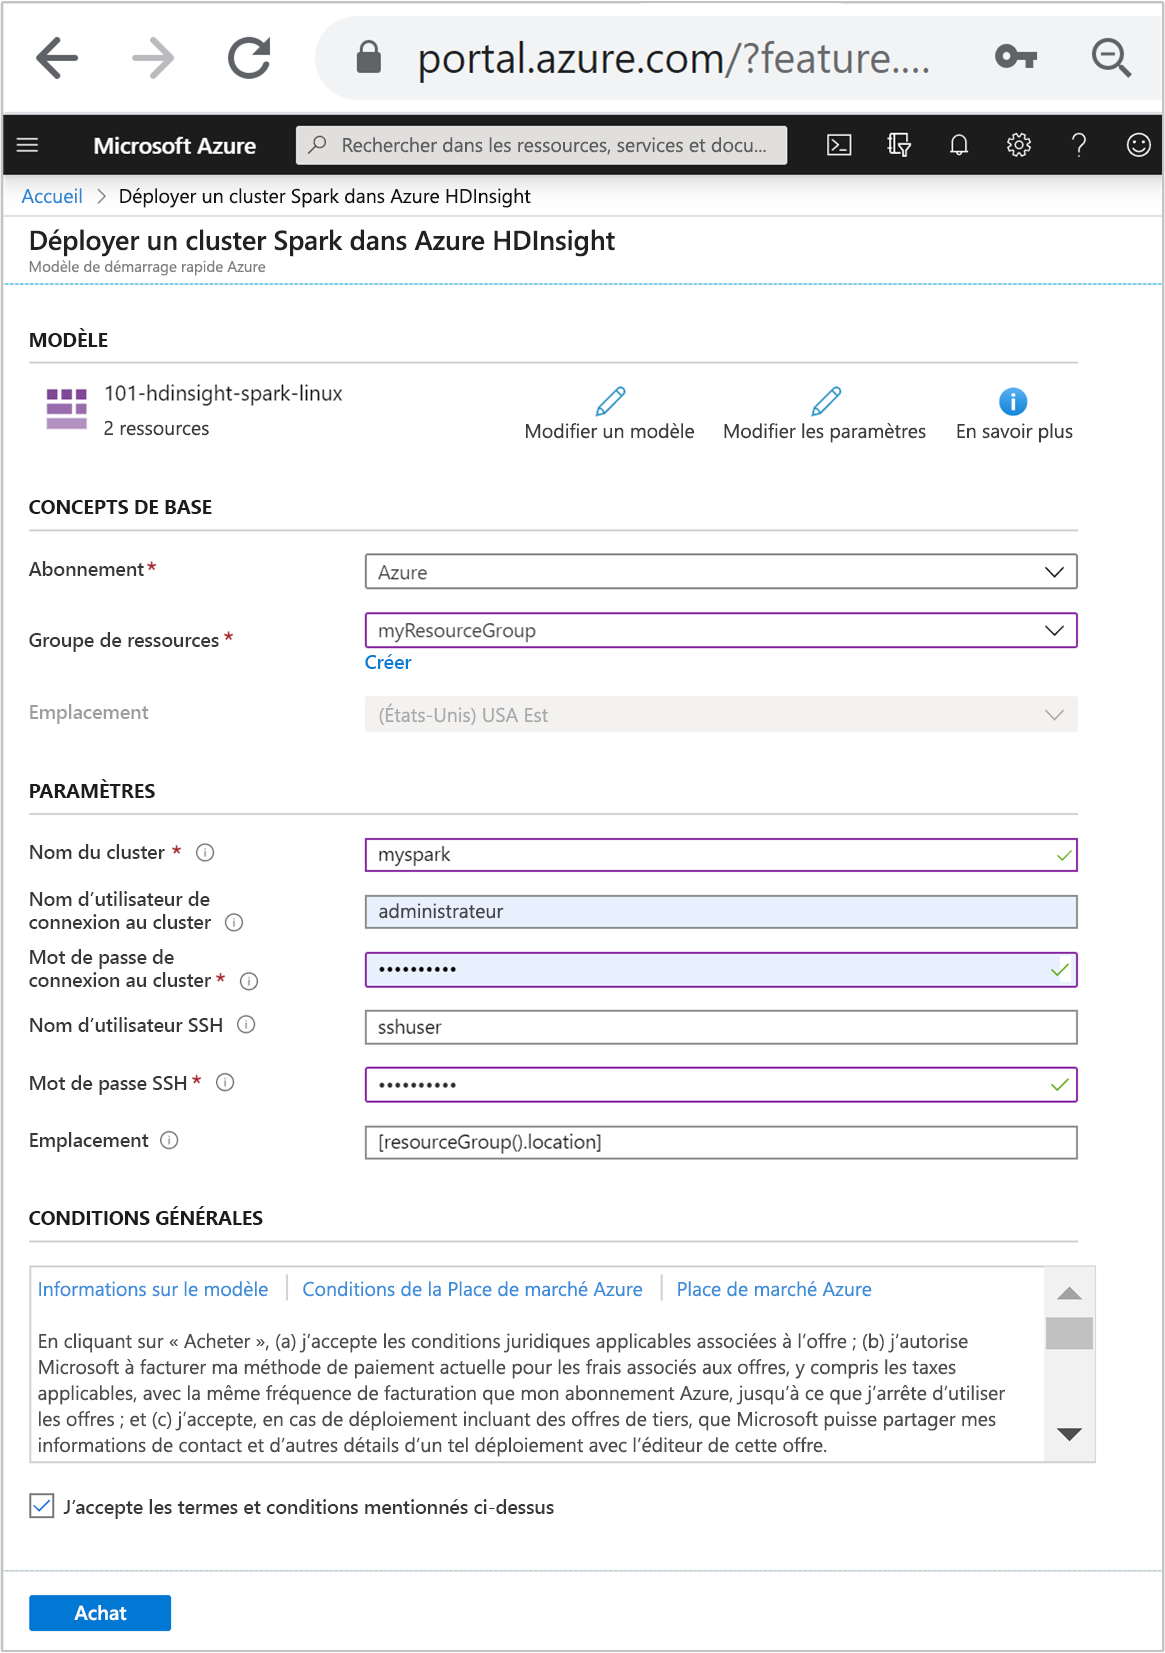 portal.azure.com/?feature....
Microsoft Azure
Rechercher dans les ressources, services et docu...
Accueil > Déployer un cluster Spark dans Azure HDInsight
Déployer un cluster Spark dans Azure HDInsight
Modèle de démarrage rapide Azure
MODÈLE
101-hdinsight-spark-linux
2 ressources
Modifier un modèle
Modifier les paramètres
En savoir plus
CONCEPTS DE BASE
Abonnement*
Azure
Groupe de ressources *
myResourceGroup
Créer
Emplacement
(États-Unis) USA Est
PARAMÈTRES
Nom du cluster *
myspark
Nom d'utilisateur de
connexion au cluster
administrateur
Mot de passe de
connexion au cluster *
••••••••••
Nom d'utilisateur SSH
sshuser
Mot de passe SSH *
••••••••••
Emplacement
[resourceGroup().location]
CONDITIONS GÉNÉRALES
Informations sur le modèle | Conditions de la Place de marché Azure | Place de marché Azure
En cliquant sur « Acheter », (a) j'accepte les conditions juridiques applicables associées à l'offre ; (b) j'autorise
Microsoft à facturer ma méthode de paiement actuelle pour les frais associés aux offres, y compris les taxes
applicables, avec la même fréquence de facturation que mon abonnement Azure, jusqu'à ce que j'arrête d'utiliser
les offres ; et (c) j'accepte, en cas de déploiement incluant des offres de tiers, que Microsoft puisse partager mes
informations de contact et d'autres détails d'un tel déploiement avec l'éditeur de cette offre.
J'accepte les termes et conditions mentionnés ci-dessus
Achat